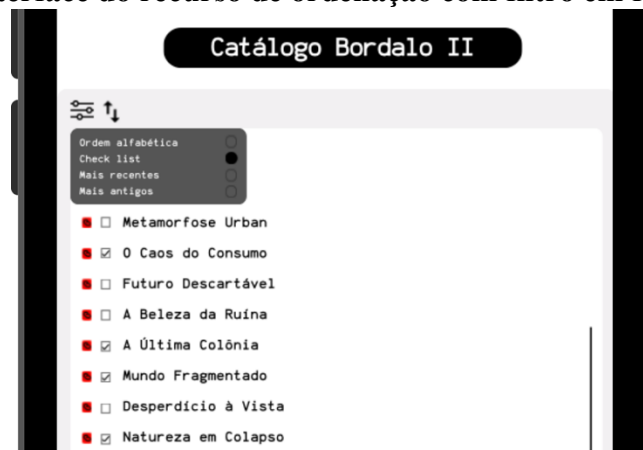 Catálogo Bordalo II
Ordem alfabética
Check list
Mais recentes
Mais antigos
Metamorfose Urban
O Caos do Consumo
Futuro Descartável
A Beleza da Ruína
A Última Colônia
Mundo Fragmentado
Desperdício à Vista
Natureza em Colapso